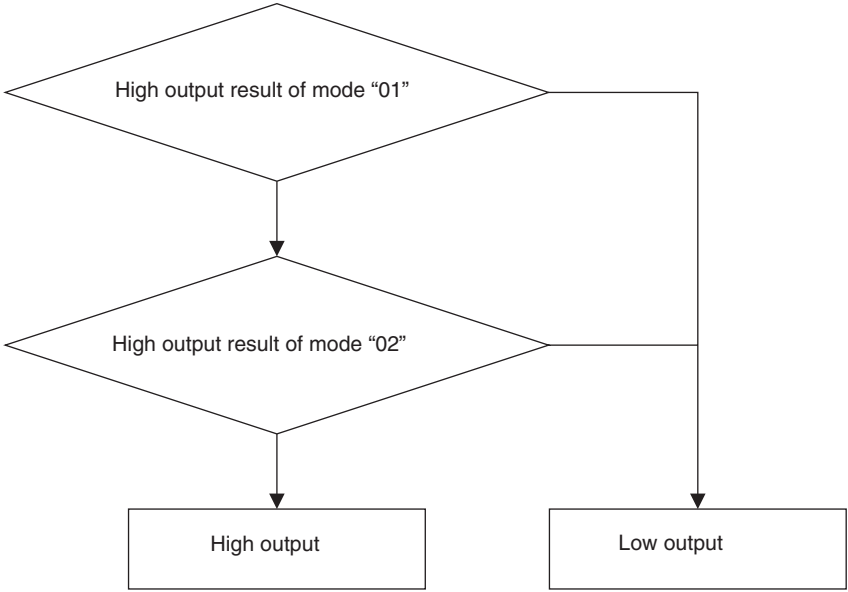 High output result of mode “01”
High output result of mode “02”
High output
Low output